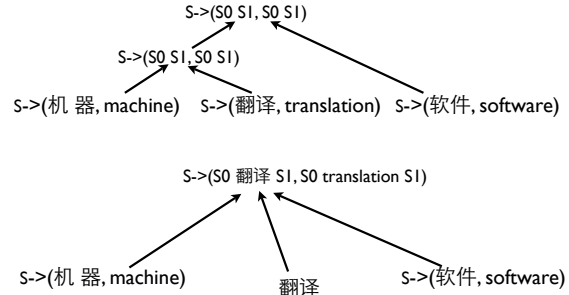 S->(S0 S1, S0 S1)
S->(S0 S1, S0 S1)
S->(机 器, machine) S->(翻译, translation) S->(软件, software)
S->(S0 翻译 S1, S0 translation S1)
S->(机 器, machine) 翻译 S->(软件, software)